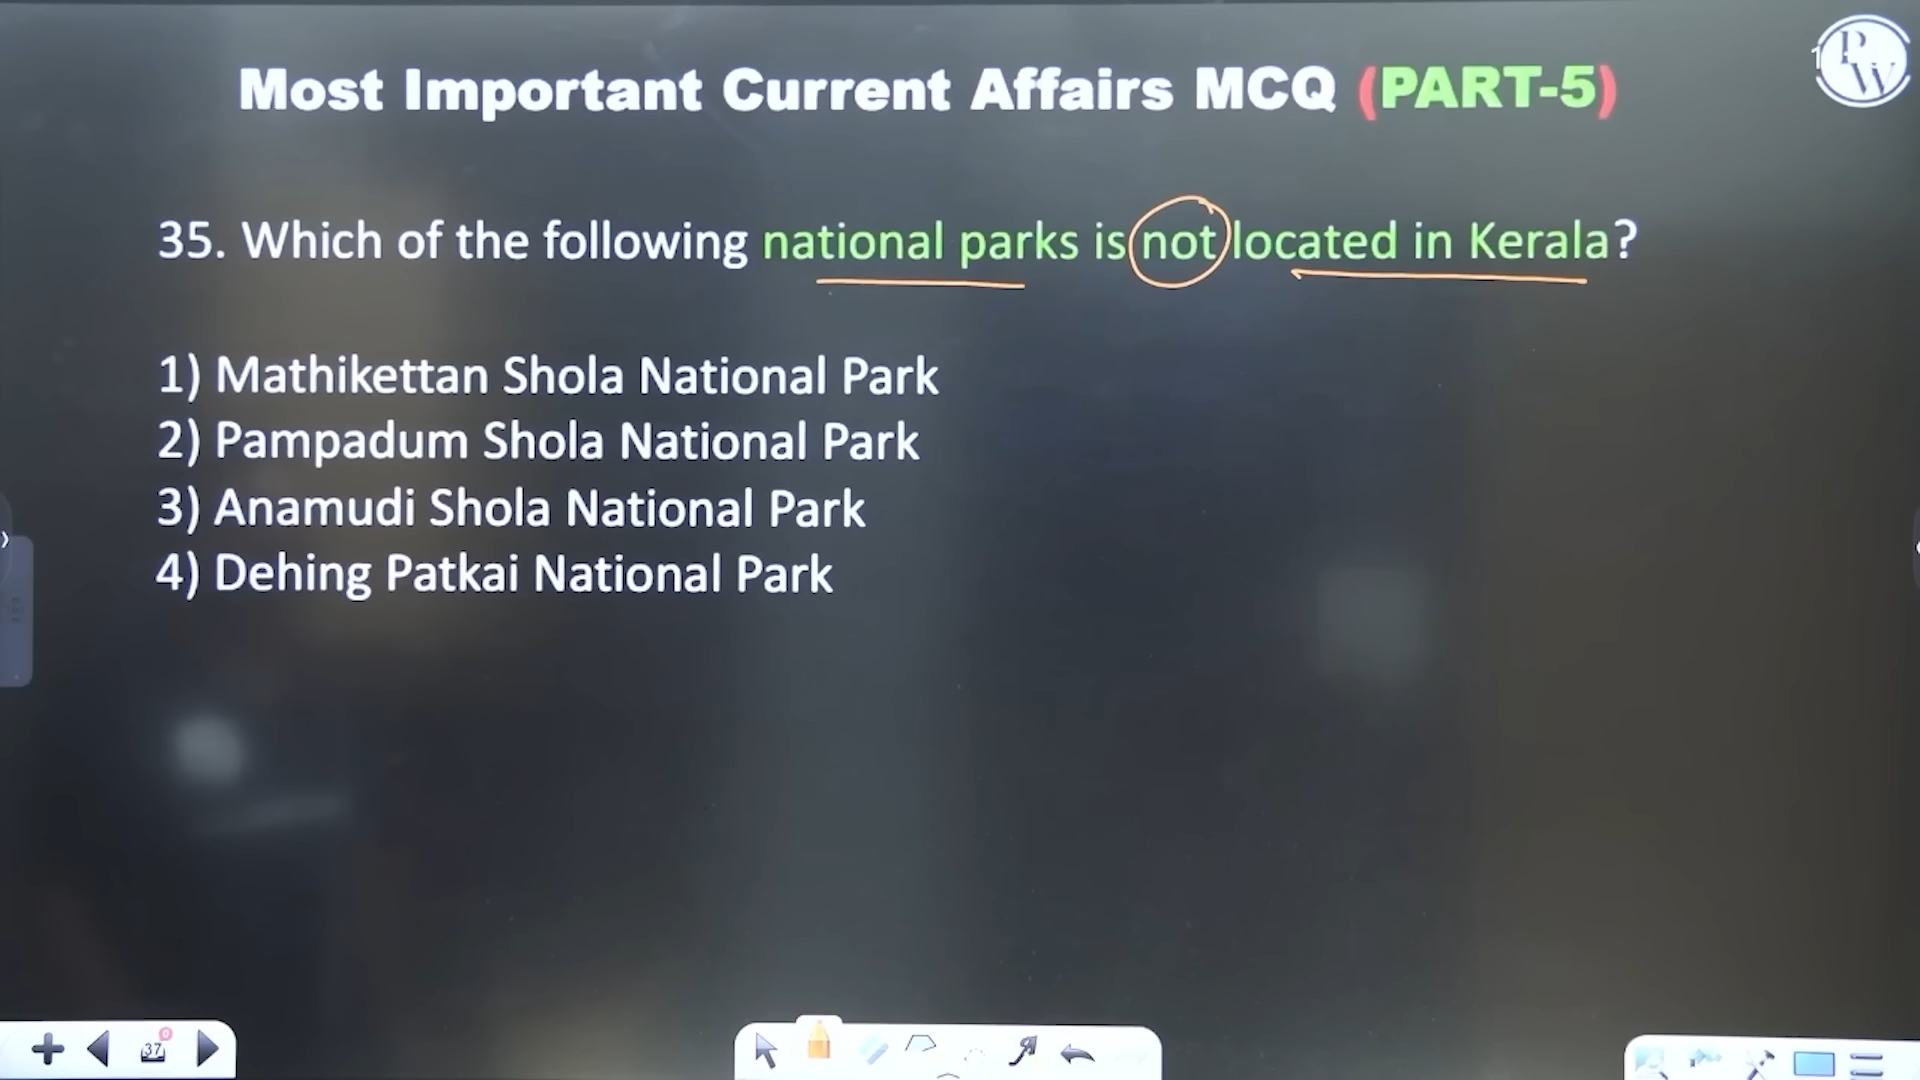 Most Important Current Affairs MCQ (PART-5)
PW
35. Which of the following national parks is not located in Kerala?
1) Mathikettan Shola National Park
2) Pampadum Shola National Park
3) Anamudi Shola National Park
4) Dehing Patkai National Park
37